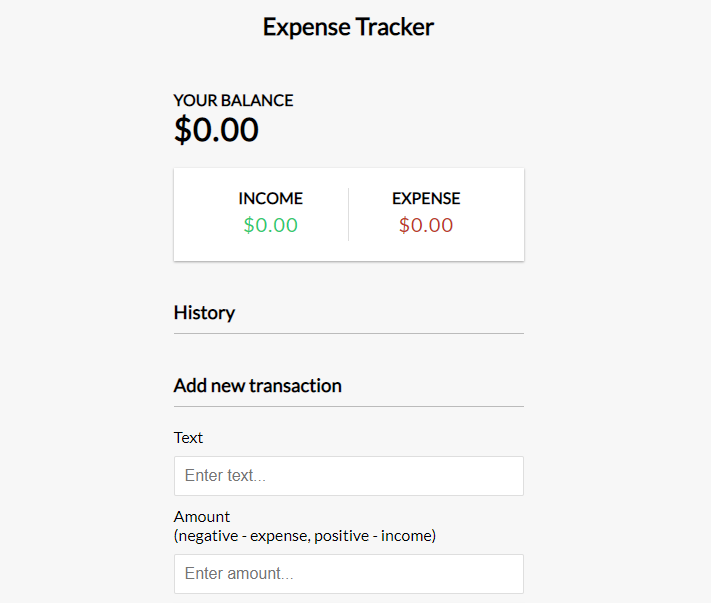 Expense Tracker
YOUR BALANCE
$0.00
INCOME EXPENSE
$0.00 $0.00
History
Add new transaction
Text
Enter text...
Amount
(negative - expense, positive - income)
Enter amount...